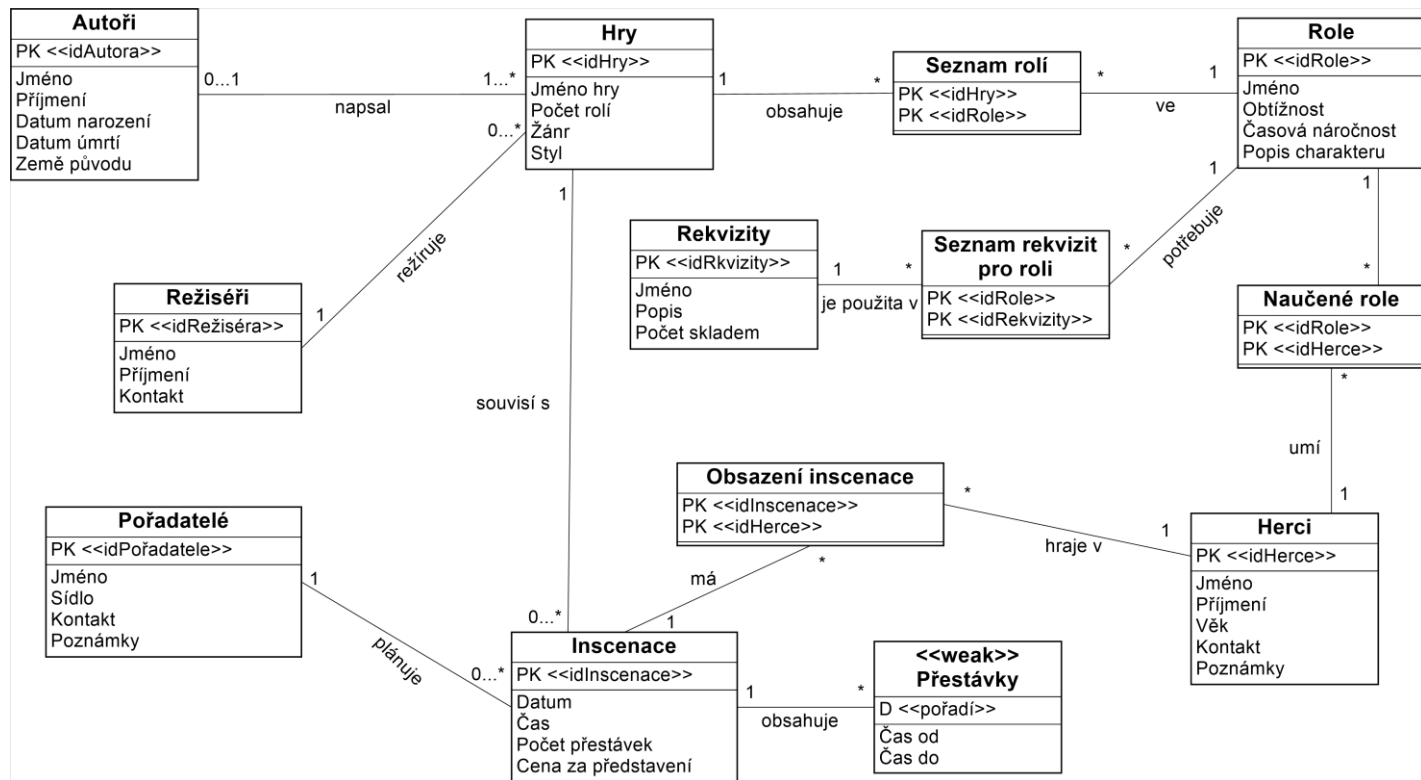 Autoři
PK <<idAutora>>
Jméno
Příjmení
Datum narození
Datum úmrtí
Země původu
0...1
napsal
1...*
Hry
PK <<idHry>>
Jméno hry
Počet rolí
Žánr
Styl
1
obsahuje
*
Seznam rolí
PK <<idHry>>
PK <<idRole>>
*
ve
1
Role
PK <<idRole>>
Jméno
Obtížnost
Časová náročnost
Popis charakteru
0...*
režíruje
1
Režiséři
PK <<idRežiséra>>
Jméno
Příjmení
Kontakt
1
souvisí s
0...*
Rekvizity
PK <<idRkvizity>>
Jméno
Popis
Počet skladem
1
je použita v
*
Seznam rekvizit
pro roli
PK <<idRole>>
PK <<idRekvizity>>
*
potřebuje
1
1
*
Naučené role
PK <<idRole>>
PK <<idHerce>>
*
umí
1
Obsazení inscenace
PK <<idInscenace>>
PK <<idHerce>>
*
hraje v
1
Herci
PK <<idHerce>>
Jméno
Příjmení
Věk
Kontakt
Poznámky
*
má
1
Pořadatelé
PK <<idPořadatele>>
Jméno
Sídlo
Kontakt
Poznámky
1
plánuje
0...*
Inscenace
PK <<idInscenace>>
Datum
Čas
Počet přestávek
Cena za představení
1
obsahuje
*
<<weak>>
Přestávky
D <<pořadí>>
Čas od
Čas do